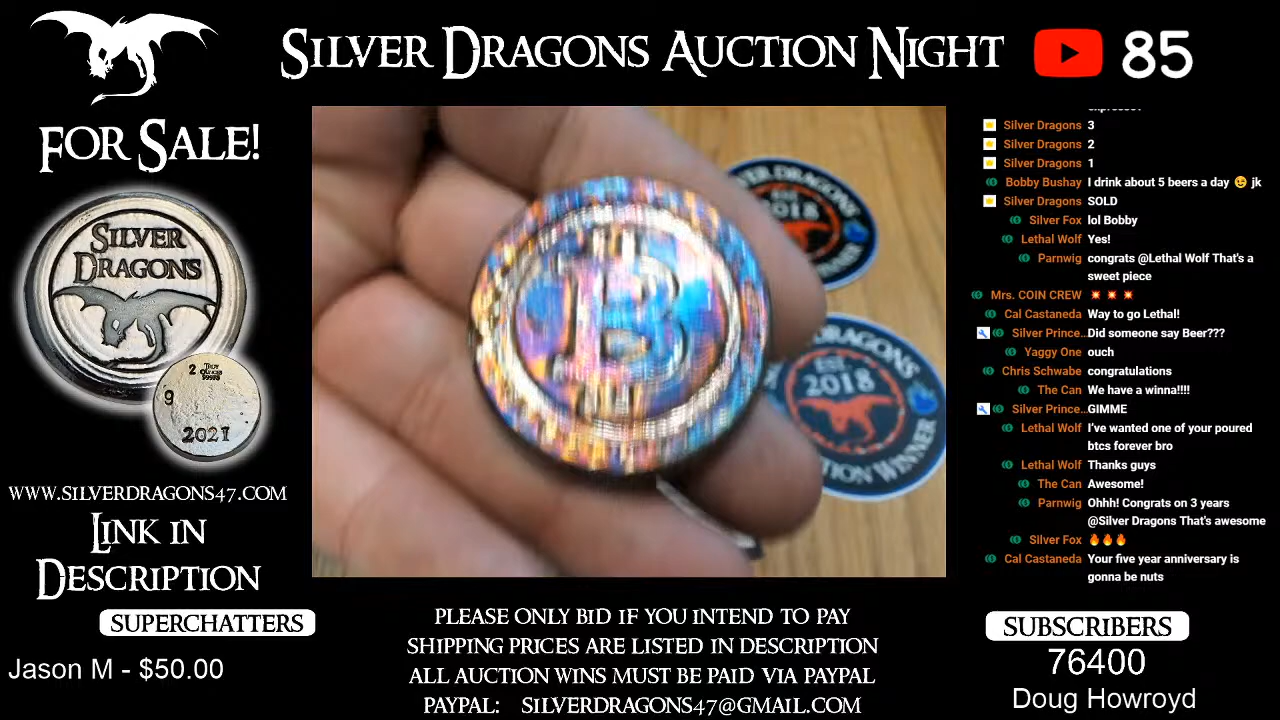 SILVER DRAGONS AUCTION NIGHT
85
FOR SALE!
SILVER
DRAGONS
2 TROY
OUNCES
9
2021
WWW.SILVERDRAGONS47.COM
LINK IN
DESCRIPTION
SUPERCHATTERS
Jason M - $50.00
B
DRAGONS
2018
DRAGONS
EST
2018
AUCTION WINNER
PLEASE ONLY BID IF YOU INTEND TO PAY
SHIPPING PRICES ARE LISTED IN DESCRIPTION
ALL AUCTION WINS MUST BE PAID VIA PAYPAL
PAYPAL: SILVERDRAGONS47@GMAIL.COM
Silver Dragons 3
Silver Dragons 2
Silver Dragons 1
Bobby Bushay I drink about 5 beers a day 😉 jk
Silver Dragons SOLD
Silver Fox lol Bobby
Lethal Wolf Yes!
Parnwig congrats @Lethal Wolf That's a
sweet piece
Mrs. COIN CREW 💥 💥 💥
Cal Castaneda Way to go Lethal!
Silver Prince... Did someone say Beer???
Yaggy One ouch
Chris Schwabe congratulations
The Can We have a winna!!!!
Silver Prince... GIMME
Lethal Wolf I've wanted one of your poured
btcs forever bro
Lethal Wolf Thanks guys
The Can Awesome!
Parnwig Ohhh! Congrats on 3 years
@Silver Dragons That's awesome
Silver Fox 🔥🔥🔥
Cal Castaneda Your five year anniversary is
gonna be nuts
SUBSCRIBERS
76400
Doug Howroyd